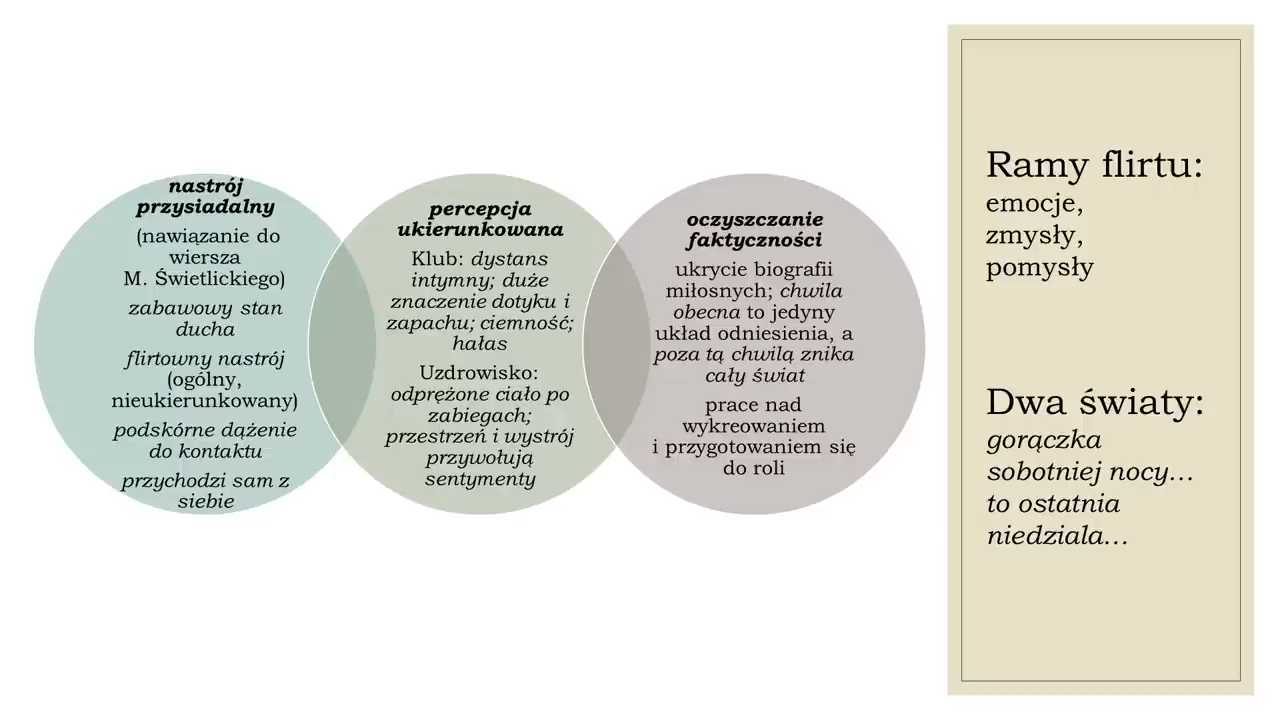 nastrój
przysiadalny
(nawiązanie do
wiersza
M. Świetlickiego)
zabawowy stan
ducha
flirtowny nastrój
(ogólny,
nieukierunkowany)
podskórne dążenie
do kontaktu
przychodzi sam z
siebie
percepcja
ukierunkowana
Klub: dystans
intymny; duże
znaczenie dotyku i
zapachu; ciemność;
hałas
Uzdrowisko:
odprężone ciało po
zabiegach;
przestrzeń i wystrój
przywołują
sentymenty
oczyszczanie
faktyczności
ukrycie biografii
miłosnych; chwila
obecna to jedyny
układ odniesienia, a
poza tą chwilą znika
cały świat
prace nad
wykreowaniem
i przygotowaniem się
do roli
Ramy flirtu:
emocje,
zmysły,
pomysły
Dwa światy:
gorączka
sobotniej nocy…
to ostatnia
niedziala…